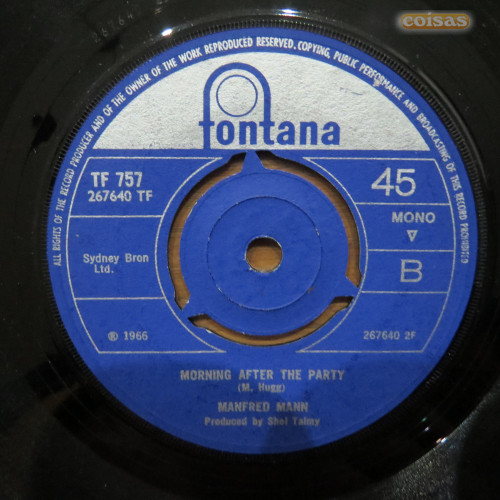 coisas
ALL RIGHTS OF THE RECORD PRODUCER AND OF THE OWNER OF THE WORK REPRODUCED RESERVED. COPYING, PUBLIC PERFORMANCE AND BROADCASTING OF THIS RECORD PROHIBITED
fontana
TF 757
267640 TF
45
MONO
Sydney Bron
Ltd.
B
℗ 1966
267640 2F
MORNING AFTER THE PARTY
(M. Hugg)
MANFRED MANN
Produced by Shel Talmy